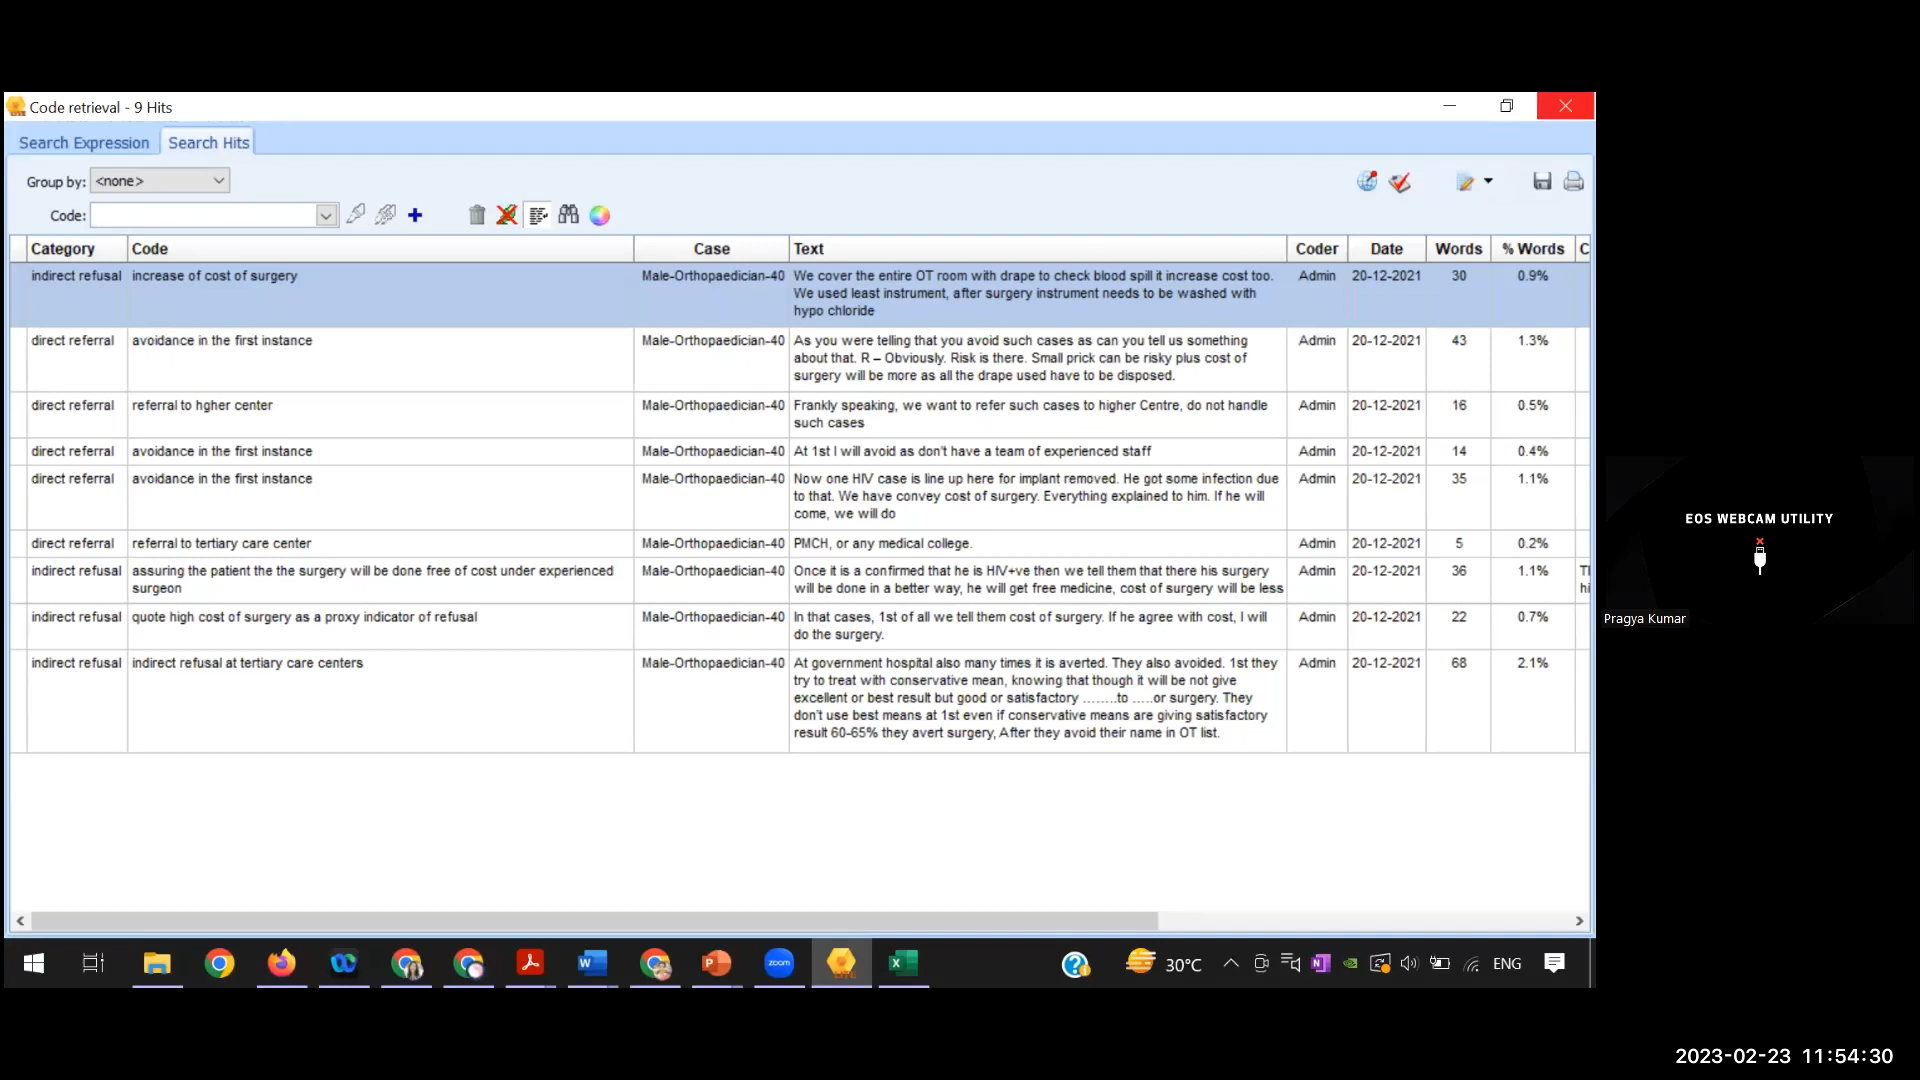 Code retrieval - 9 Hits
Search Expression Search Hits
Group by: <none>
Code:
Category Code Case Text Coder Date Words % Words C
indirect refusal increase of cost of surgery Male-Orthopaedician-40 We cover the entire OT room with drape to check blood spill it increase cost too. Admin 20-12-2021 30 0.9%
We used least instrument, after surgery instrument needs to be washed with
hypo chloride
direct referral avoidance in the first instance Male-Orthopaedician-40 As you were telling that you avoid such cases as can you tell us something Admin 20-12-2021 43 1.3%
about that. R – Obviously. Risk is there. Small prick can be risky plus cost of
surgery will be more as all the drape used have to be disposed.
direct referral referral to hgher center Male-Orthopaedician-40 Frankly speaking, we want to refer such cases to higher Centre, do not handle Admin 20-12-2021 16 0.5%
such cases
direct referral avoidance in the first instance Male-Orthopaedician-40 At 1st I will avoid as don't have a team of experienced staff Admin 20-12-2021 14 0.4%
direct referral avoidance in the first instance Male-Orthopaedician-40 Now one HIV case is line up here for implant removed. He got some infection due Admin 20-12-2021 35 1.1%
to that. We have convey cost of surgery. Everything explained to him. If he will
come, we will do
direct referral referral to tertiary care center Male-Orthopaedician-40 PMCH, or any medical college. Admin 20-12-2021 5 0.2%
indirect refusal assuring the patient the the surgery will be done free of cost under experienced Male-Orthopaedician-40 Once it is a confirmed that he is HIV+ve then we tell them that there his surgery Admin 20-12-2021 36 1.1%
surgeon will be done in a better way, he will get free medicine, cost of surgery will be less hi
indirect refusal quote high cost of surgery as a proxy indicator of refusal Male-Orthopaedician-40 In that cases, 1st of all we tell them cost of surgery. If he agree with cost, I will Admin 20-12-2021 22 0.7%
do the surgery.
indirect refusal indirect refusal at tertiary care centers Male-Orthopaedician-40 At government hospital also many times it is averted. They also avoided. 1st they Admin 20-12-2021 68 2.1%
try to treat with conservative mean, knowing that though it will be not give
excellent or best result but good or satisfactory ........to .....or surgery. They
don't use best means at 1st even if conservative means are giving satisfactory
result 60-65% they avert surgery, After they avoid their name in OT list.
EOS WEBCAM UTILITY
Pragya Kumar
zoom 30°C ENG
2023-02-23 11:54:30